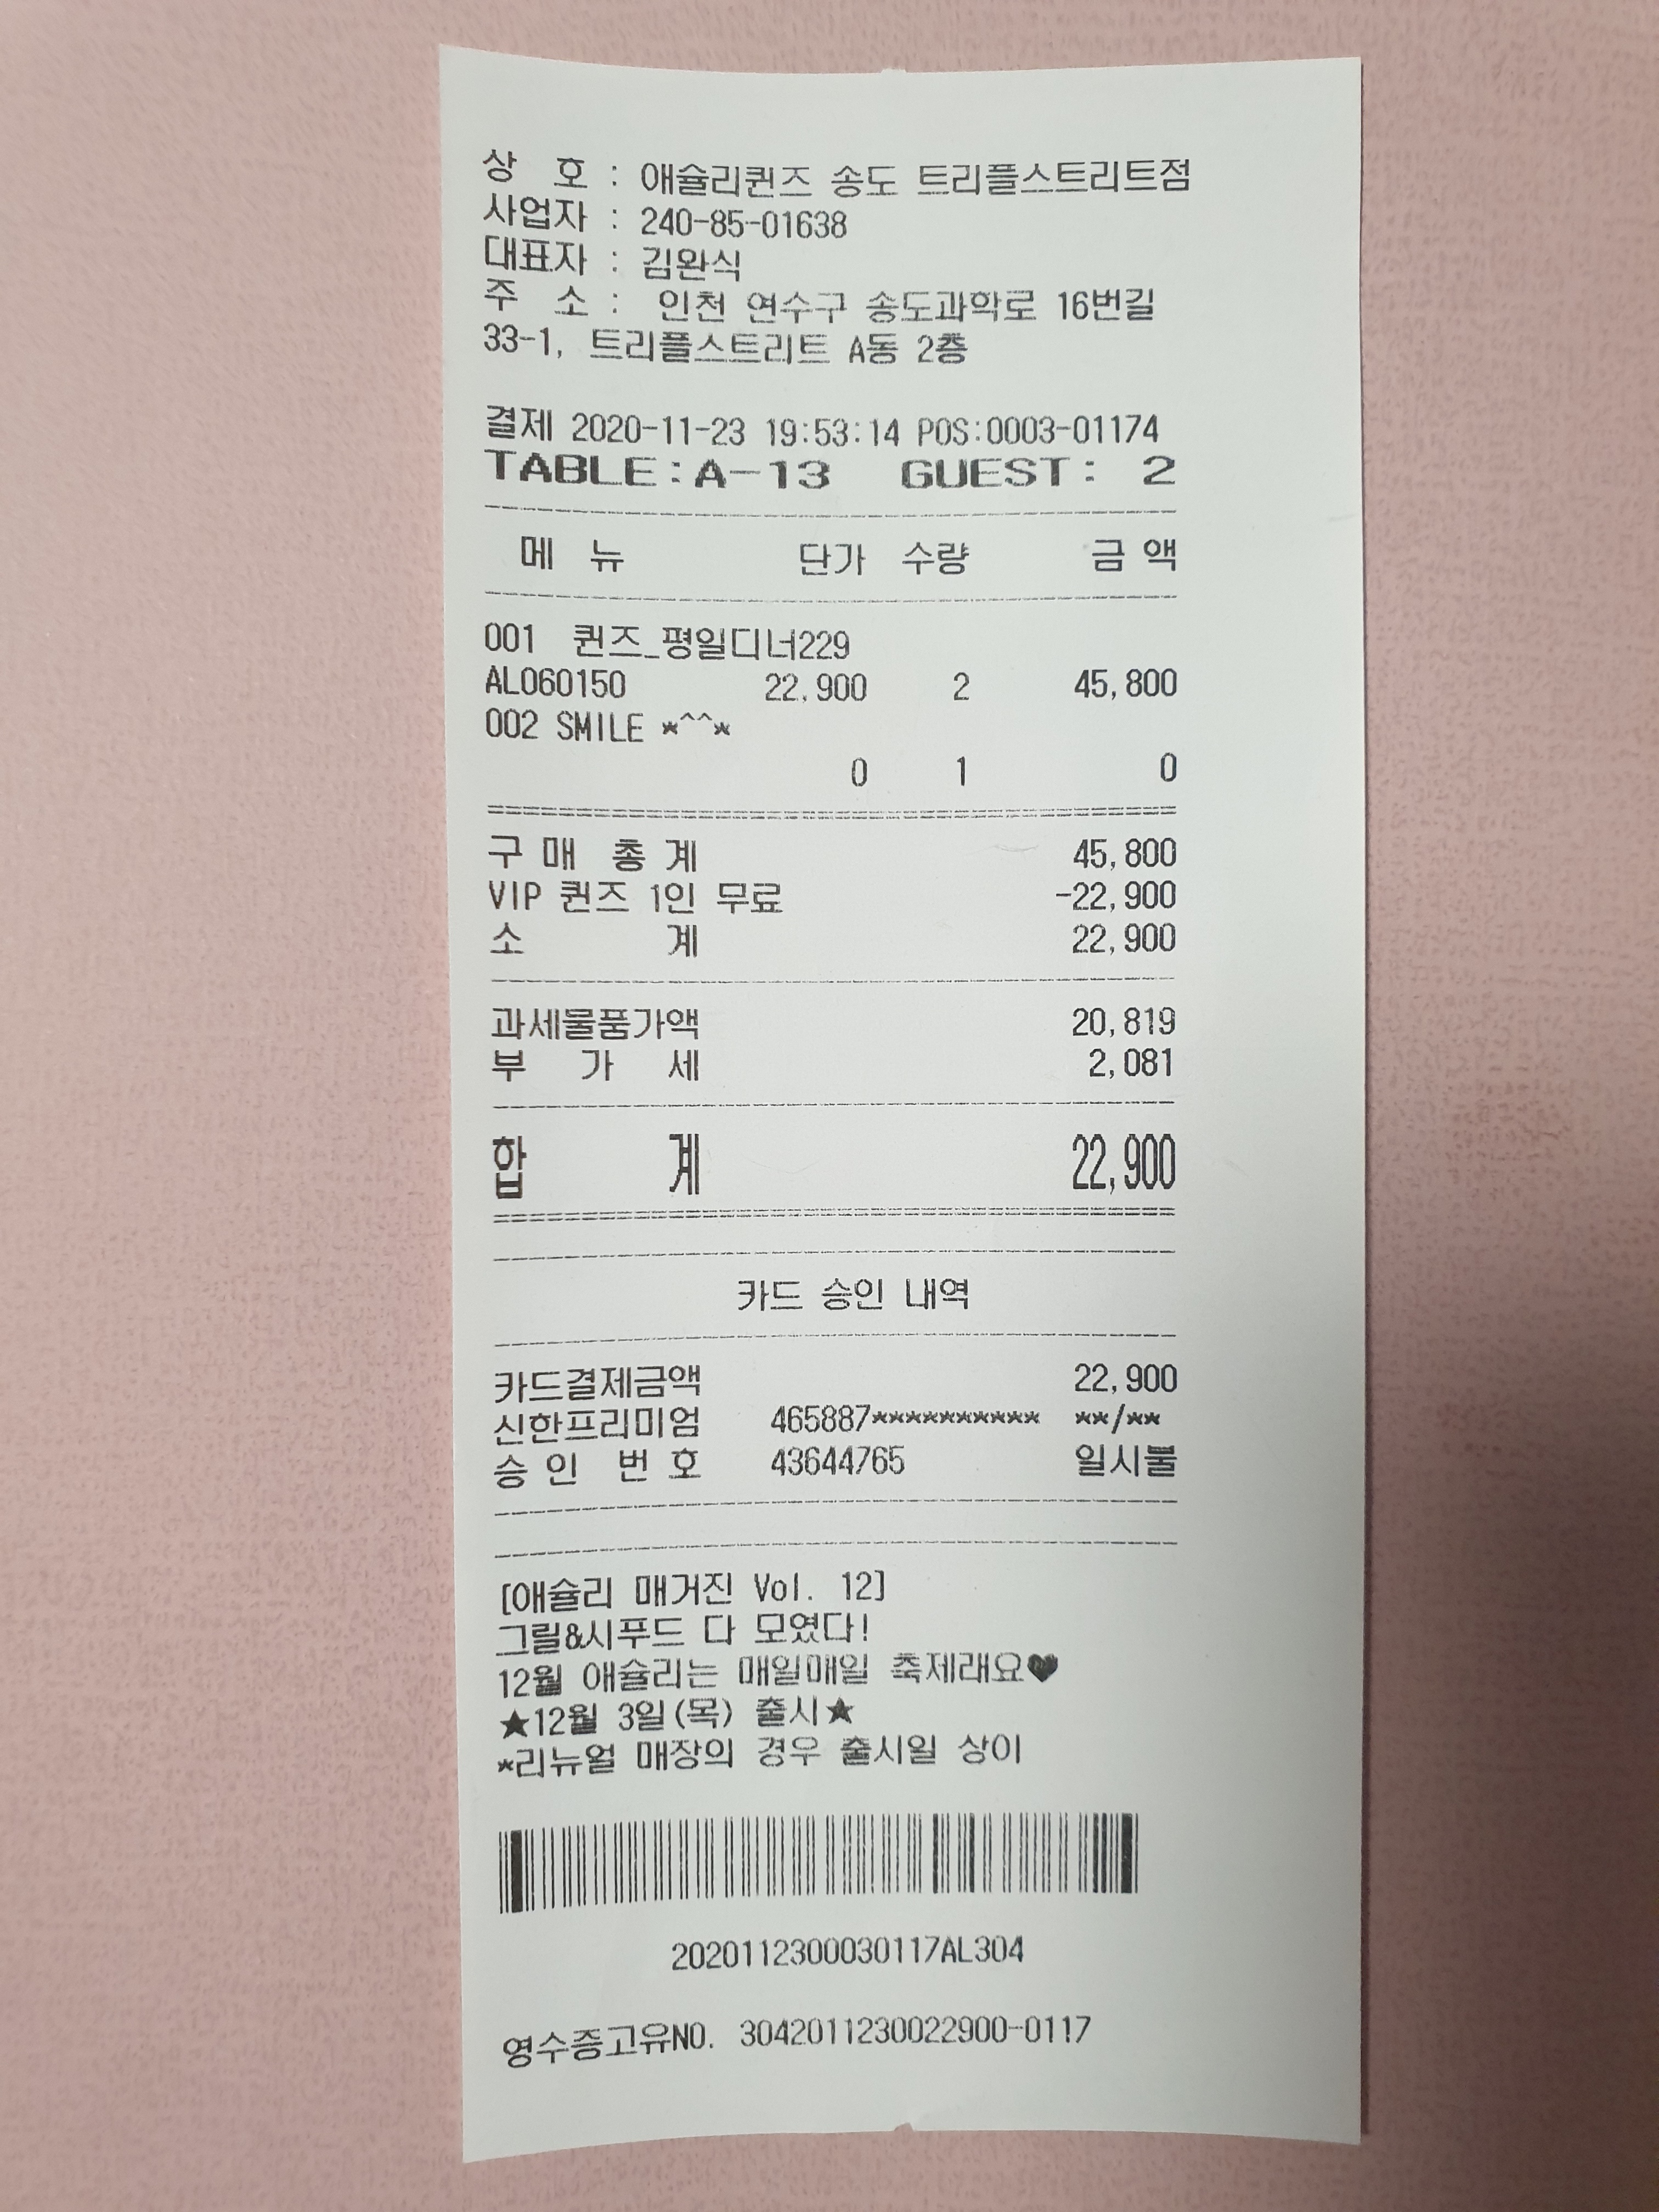 상 호 : 애슐리퀸즈 송도 트리플스트리트점
사업자 : 240-85-01638
대표자 : 김완식
주 소 : 인천 연수구 송도과학로 16번길
33-1, 트리플스트리트 A동 2층
결제 2020-11-23 19:53:14 POS:0003-01174
TABLE:A-13 GUEST: 2
메 뉴 단가 수량 금 액
001 퀸즈_평일디너229
AL060150 22,900 2 45,800
002 SMILE *^^*
0 1 0
구 매 총 계 45,800
VIP 퀸즈 1인 무료 -22,900
소 계 22,900
과세물품가액 20,819
부 가 세 2,081
합 계 22,900
카드 승인 내역
카드결제금액 22,900
신한프리미엄 465887********** **/**
승 인 번 호 43644765 일시불
[애슐리 매거진 Vol. 12]
그릴&시푸드 다 모였다!
12월 애슐리는 매일매일 축제래요♥
★12월 3일(목) 출시★
*리뉴얼 매장의 경우 출시일 상이
2020112300030117AL304
영수증고유NO. 3042011230022900-0117